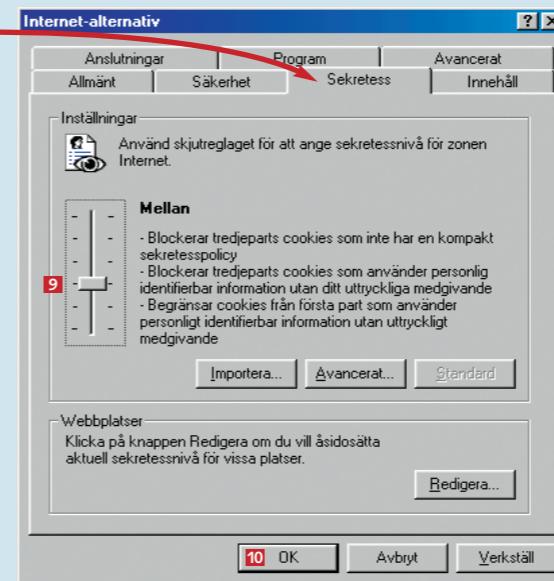 Internet-alternativ
Anslutningar Program Avancerat
Allmänt Säkerhet Sekretess Innehåll
Inställningar
Använd skjutreglaget för att ange sekretessnivå för zonen
Internet.
Mellan
- Blockerar tredjeparts cookies som inte har en kompakt
sekretesspolicy
- Blockerar tredjeparts cookies som använder personlig
identifierbar information utan ditt uttryckliga medgivande
- Begränsar cookies från första part som använder
personligt identifierbar information utan uttryckligt
medgivande
9
Importera... Avancerat... Standard
Webbplatser
Klicka på knappen Redigera om du vill åsidosätta
aktuell sekretessnivå för vissa platser.
Redigera...
10 OK Avbryt Verkställ